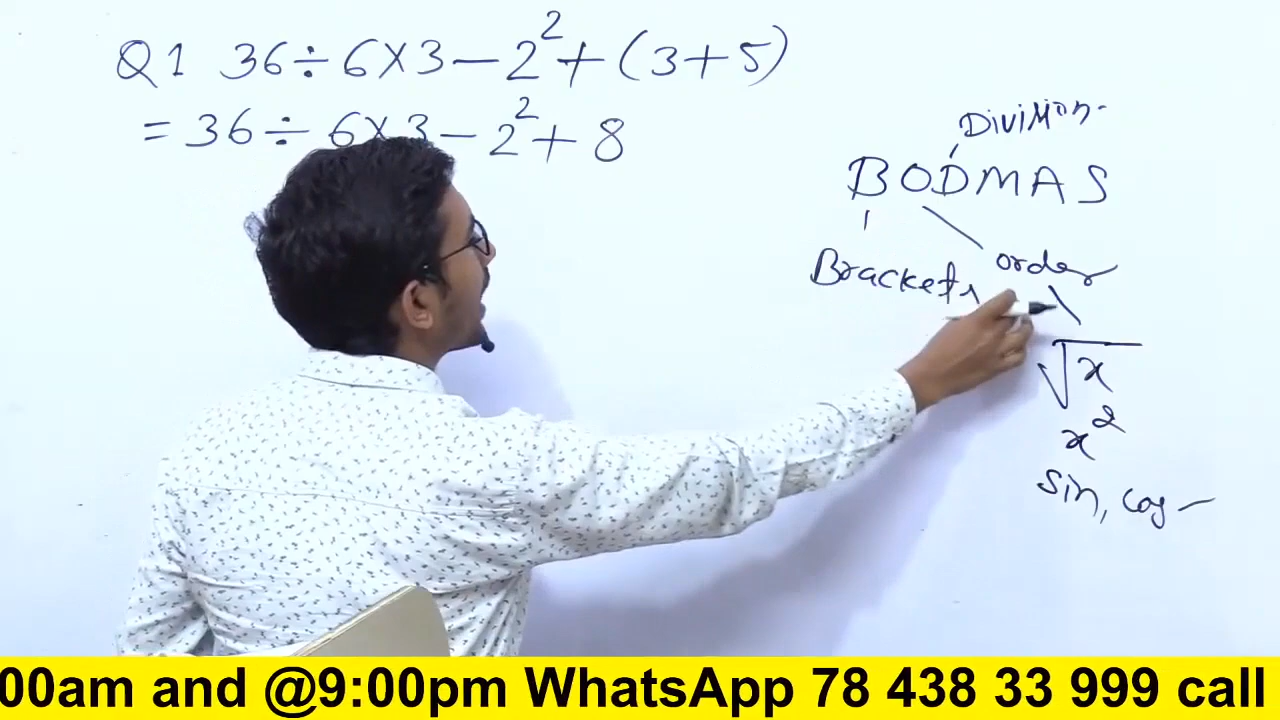 Q1 36÷6×3-2²+(3+5)
=36÷6×3-2²+8
Division
BODMAS
Brackets
order
√x
x²
sin, cos
00am and @9:00pm WhatsApp 78 438 33 999 call